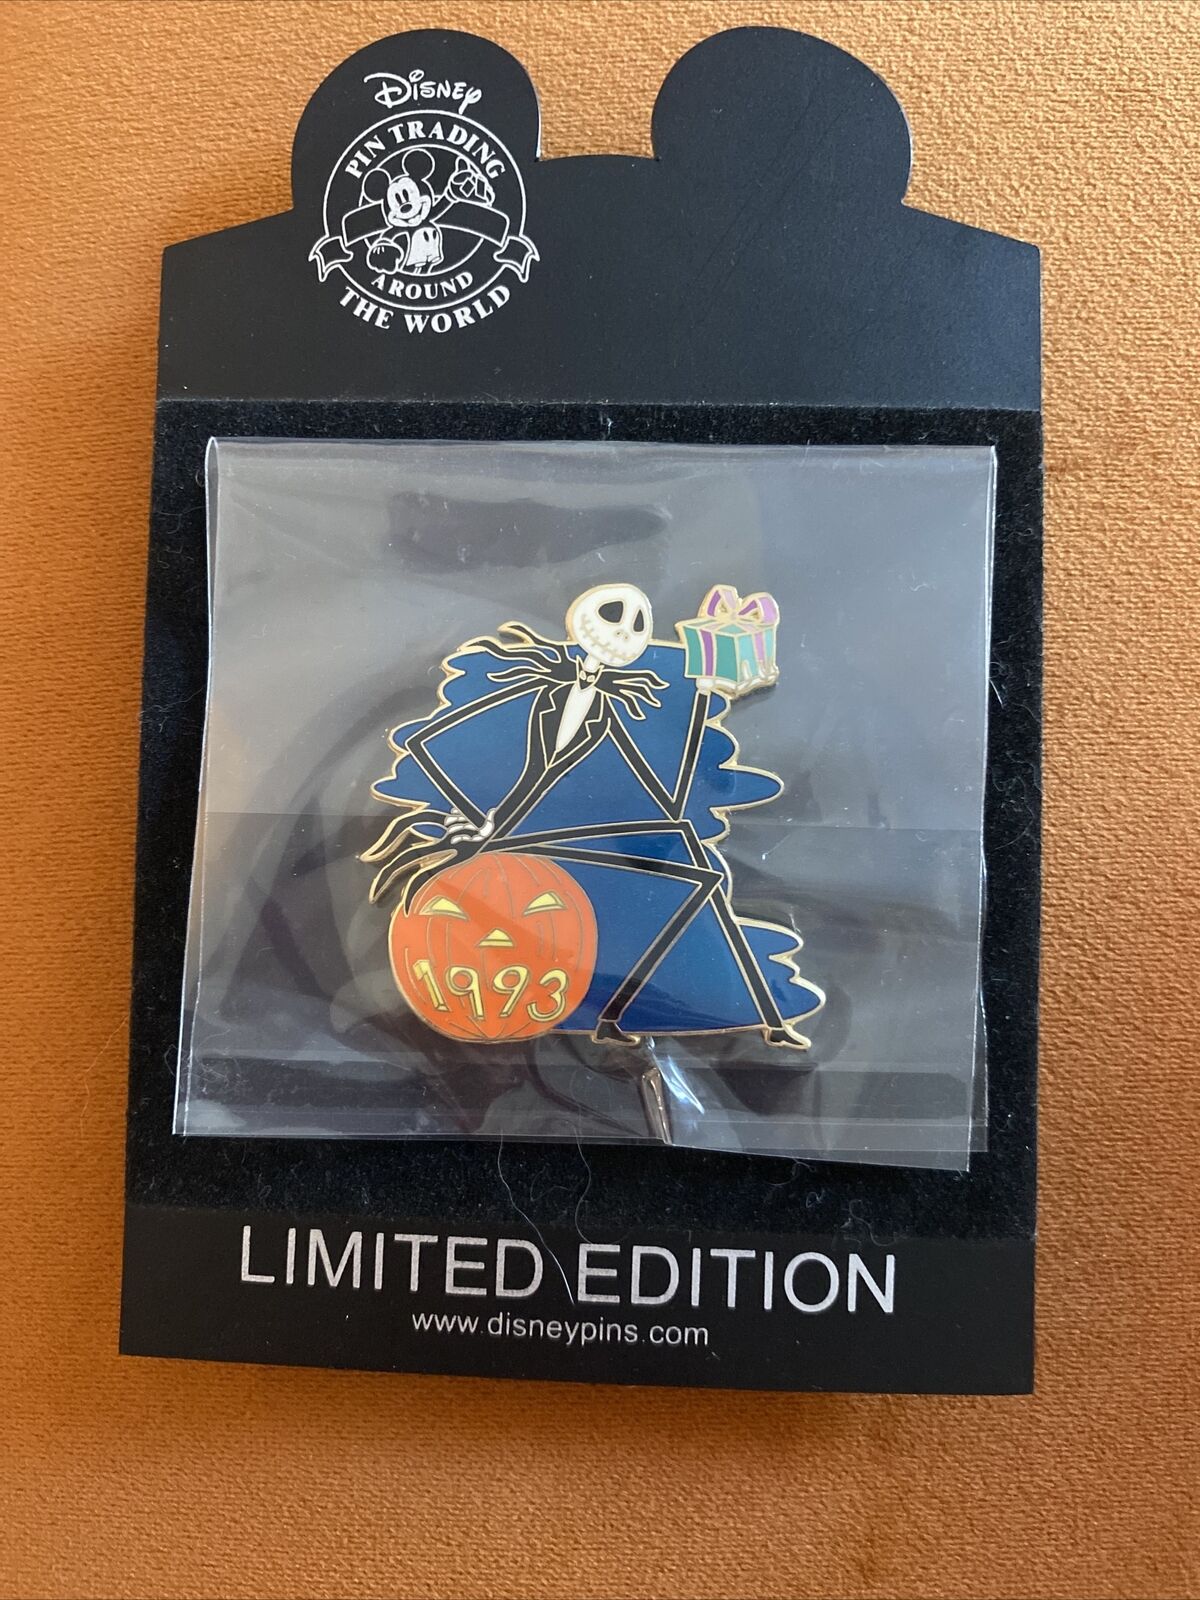 Disney
PIN TRADING
AROUND
THE WORLD
1993
LIMITED EDITION
www.disneypins.com